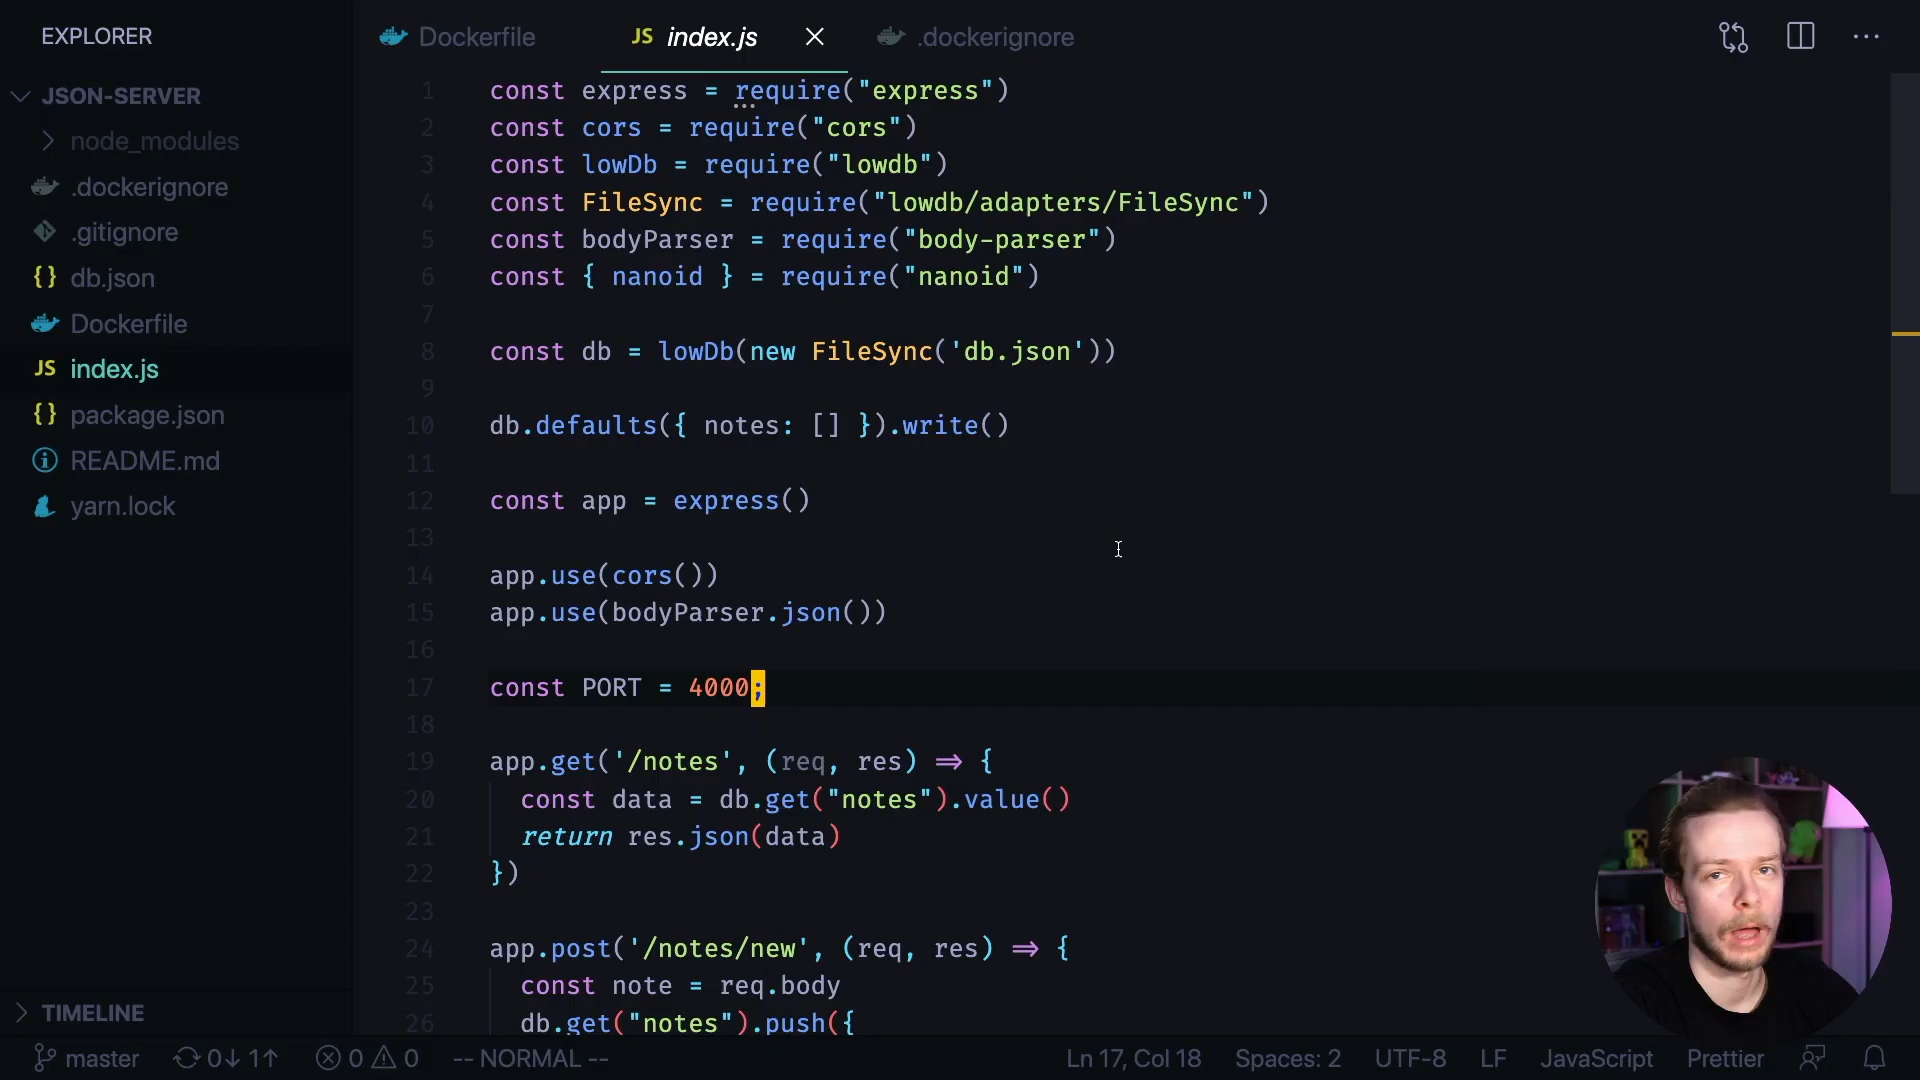 EXPLORER
JSON-SERVER
node_modules
.dockerignore
.gitignore
{} db.json
Dockerfile
JS index.js
{} package.json
README.md
yarn.lock
TIMELINE
Dockerfile
JS index.js
.dockerignore
1 const express = require("express")
2 const cors = require("cors")
3 const lowDb = require("lowdb")
4 const FileSync = require("lowdb/adapters/FileSync")
5 const bodyParser = require("body-parser")
6 const { nanoid } = require("nanoid")
7
8 const db = lowDb(new FileSync('db.json'))
9
10 db.defaults({ notes: [] }).write()
11
12 const app = express()
13
14 app.use(cors())
15 app.use(bodyParser.json())
16
17 const PORT = 4000;
18
19 app.get('/notes', (req, res) => {
20 const data = db.get("notes").value()
21 return res.json(data)
22 })
23
24 app.post('/notes/new', (req, res) => {
25 const note = req.body
26 db.get("notes").push({
master 0↓ 1↑ 0 0 -- NORMAL -- Ln 17, Col 18 Spaces: 2 UTF-8 LF JavaScript Prettier